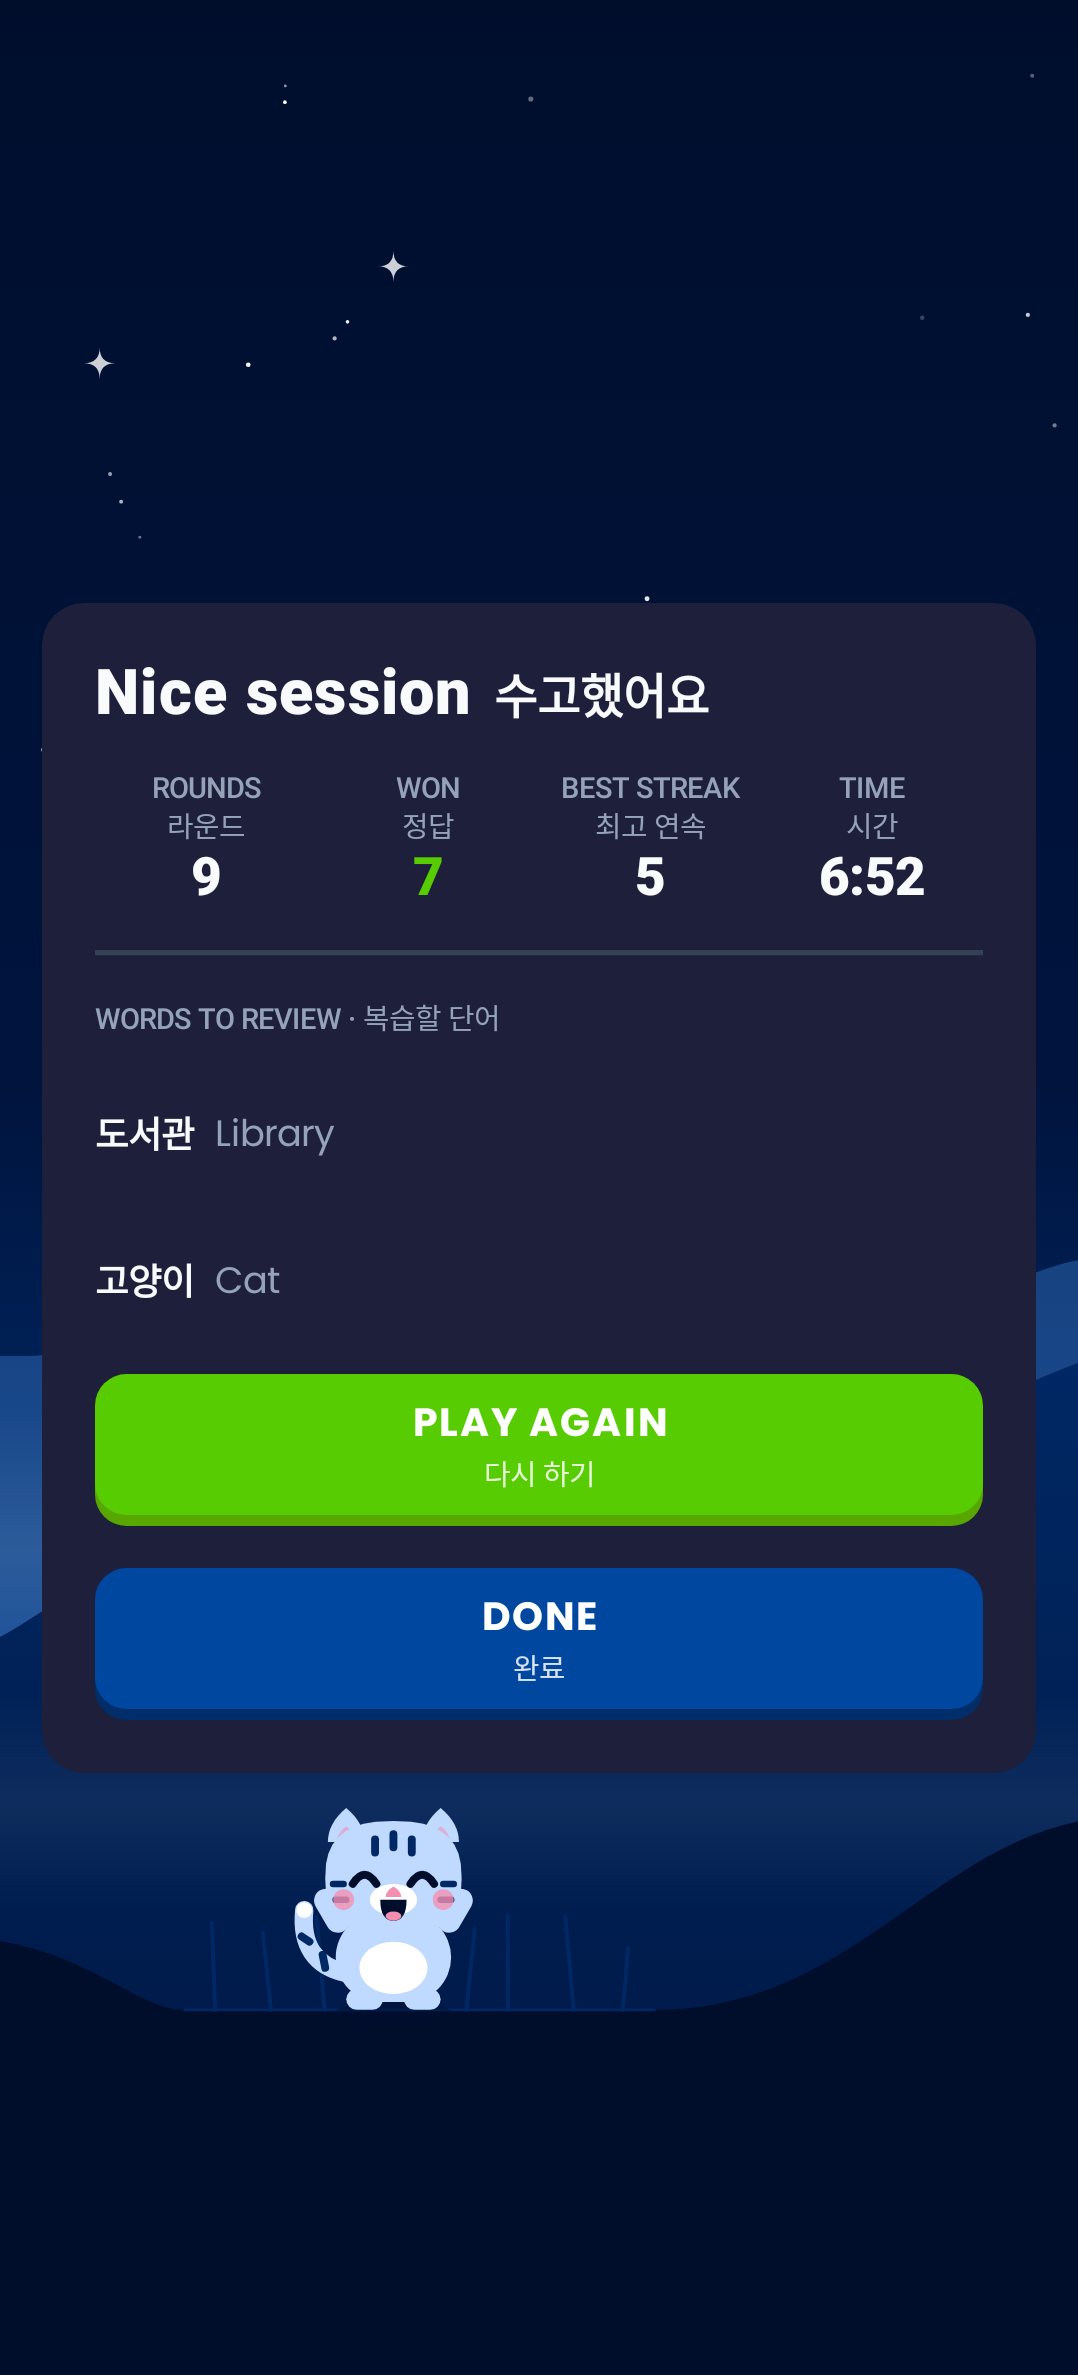 Nice session 수고했어요
ROUNDS WON BEST STREAK TIME
라운드 정답 최고 연속 시간
9 7 5 6:52
WORDS TO REVIEW · 복습할 단어
도서관 Library
고양이 Cat
PLAY AGAIN
다시 하기
DONE
완료